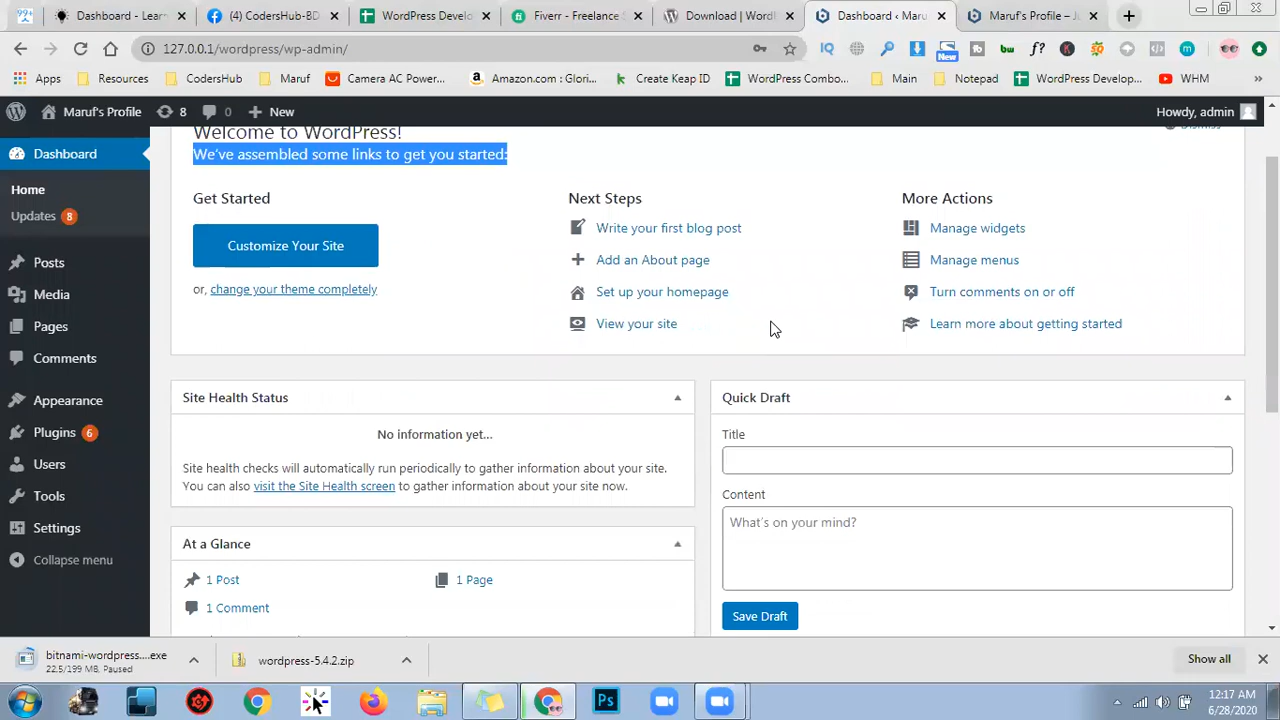 99+ Dashboard - Learn
(4) CodersHub-BD
WordPress Develo
Fiverr - Freelance S
Download | WordP
Dashboard ‹ Maru
Maruf's Profile – Ju
127.0.0.1/wordpress/wp-admin/
New
Apps Resources CodersHub Maruf Camera AC Powe... Amazon.com : Glori... Create Keap ID WordPress Combo... Main Notepad WordPress Develop... WHM »
Maruf's Profile 8 0 New Howdy, admin
Dashboard
Home
Updates 8
Posts
Media
Pages
Comments
Appearance
Plugins 6
Users
Tools
Settings
Collapse menu
Welcome to WordPress!
Dismiss
We've assembled some links to get you started:
Get Started
Customize Your Site
or, change your theme completely
Next Steps
Write your first blog post
Add an About page
Set up your homepage
View your site
More Actions
Manage widgets
Manage menus
Turn comments on or off
Learn more about getting started
Site Health Status
No information yet...
Site health checks will automatically run periodically to gather information about your site.
You can also visit the Site Health screen to gather information about your site now.
At a Glance
1 Post
1 Page
1 Comment
Quick Draft
Title
Content
What's on your mind?
Save Draft
bitnami-wordpress....exe
22.5/199 MB, Paused
wordpress-5.4.2.zip
Show all
Ps
12:17 AM
6/28/2020